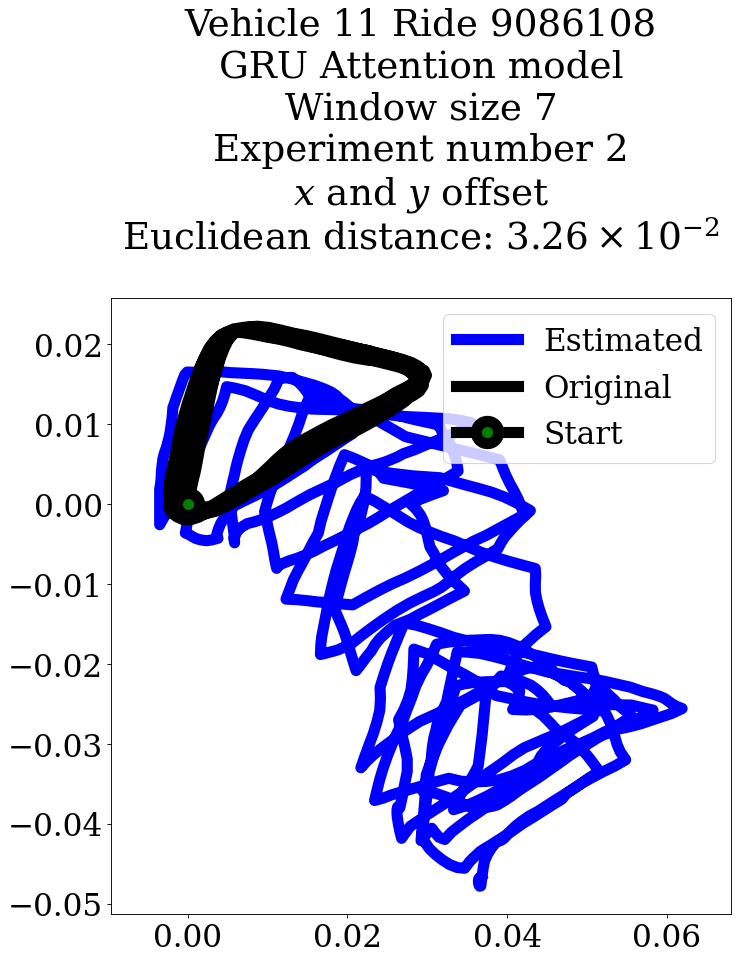 Vehicle 11 Ride 9086108
GRU Attention model
Window size 7
Experiment number 2
x and y offset
Euclidean distance: 3.26 × 10⁻²
Estimated
Original
Start
0.02
0.01
0.00
−0.01
−0.02
−0.03
−0.04
−0.05
0.00 0.02 0.04 0.06